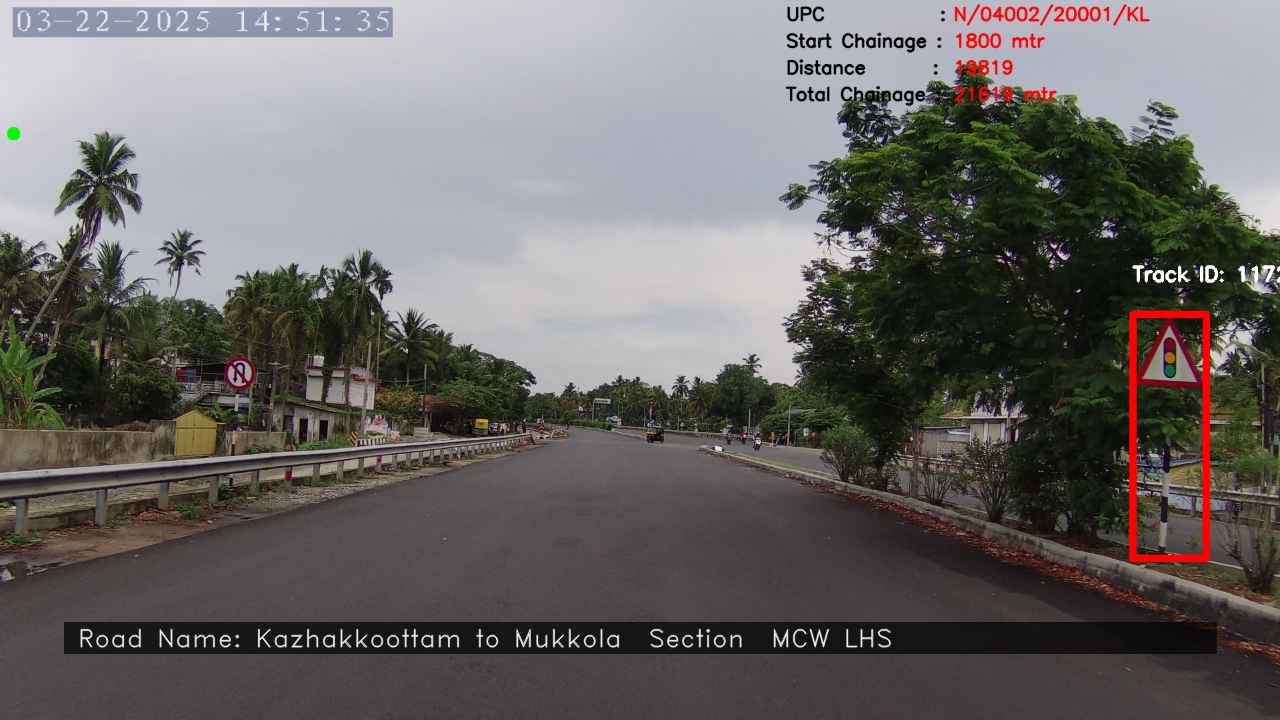 03-22-2025 14:51:35
UPC : N/04002/20001/KL
Start Chainage : 1800 mtr
Distance : 19819
Total Chainage : 21619 mtr
Track ID: 1172
Road Name: Kazhakkoottam to Mukkola Section MCW LHS